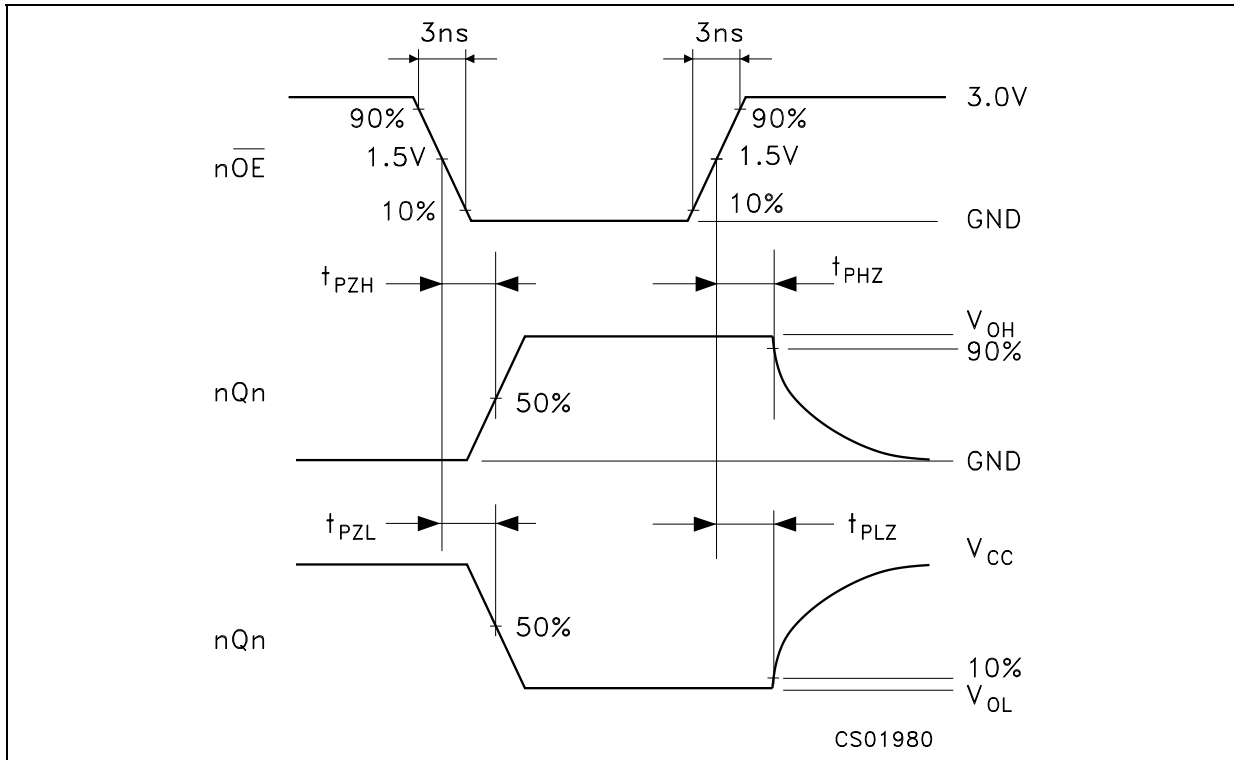 3ns 3ns
3.0V
90% 90%
nOE 1.5V 1.5V
10% 10%
GND
tPZH tPHZ
VOH
90%
nQn 50%
GND
tPZL tPLZ
VCC
nQn 50%
10%
VOL
CS01980